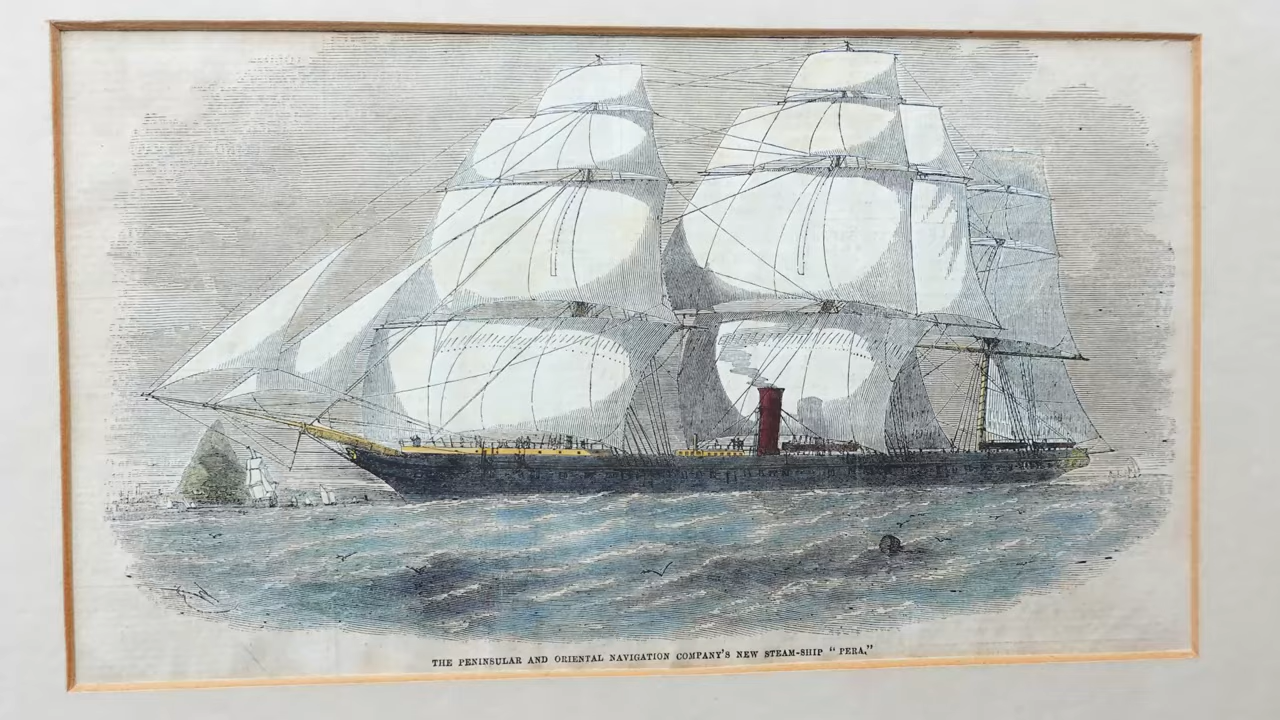 THE PENINSULAR AND ORIENTAL NAVIGATION COMPANY'S NEW STEAM-SHIP "PERA."